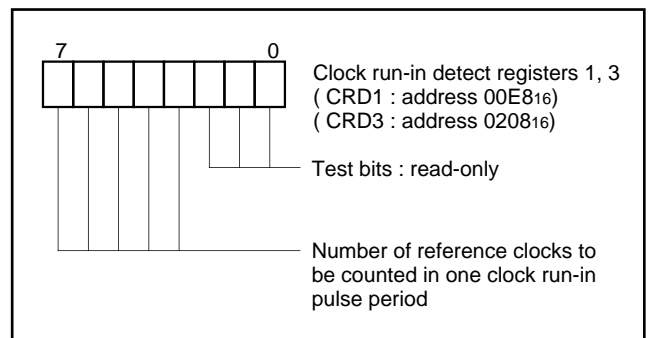 7 0
Clock run-in detect registers 1, 3
( CRD1 : address 00E816)
( CRD3 : address 020816)
Test bits : read-only
Number of reference clocks to
be counted in one clock run-in
pulse period